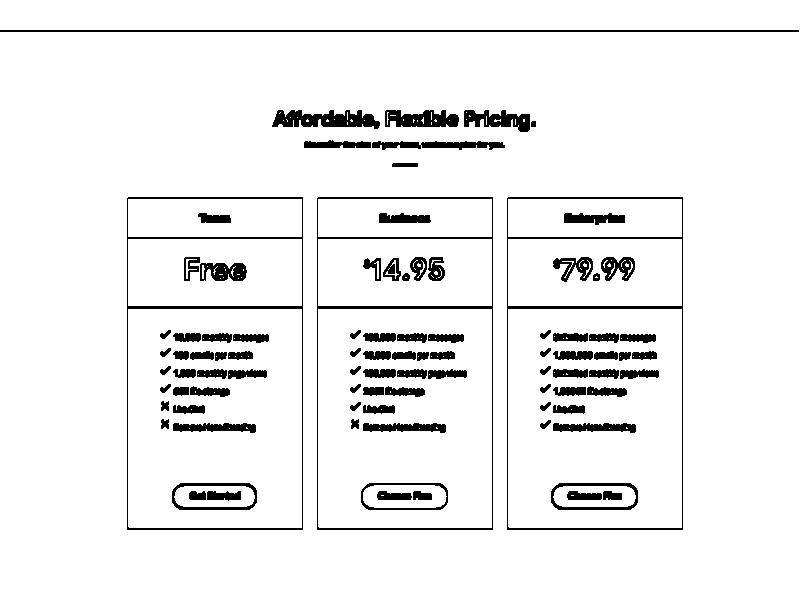 Affordable, Flexible Pricing.
No matter the size of your team, we have a plan for you.
Team
Free
10,000 monthly messages
100 emails per month
1,000 monthly page views
file storage
Live Chat
Remove Branding
Get Started
Business
$14.95
100,000 monthly messages
10,000 emails per month
100,000 monthly page views
file storage
Live Chat
Remove Branding
Choose Plan
Enterprise
$79.99
Unlimited monthly messages
1,000,000 emails per month
Unlimited monthly page views
file storage
Live Chat
Remove Branding
Choose Plan